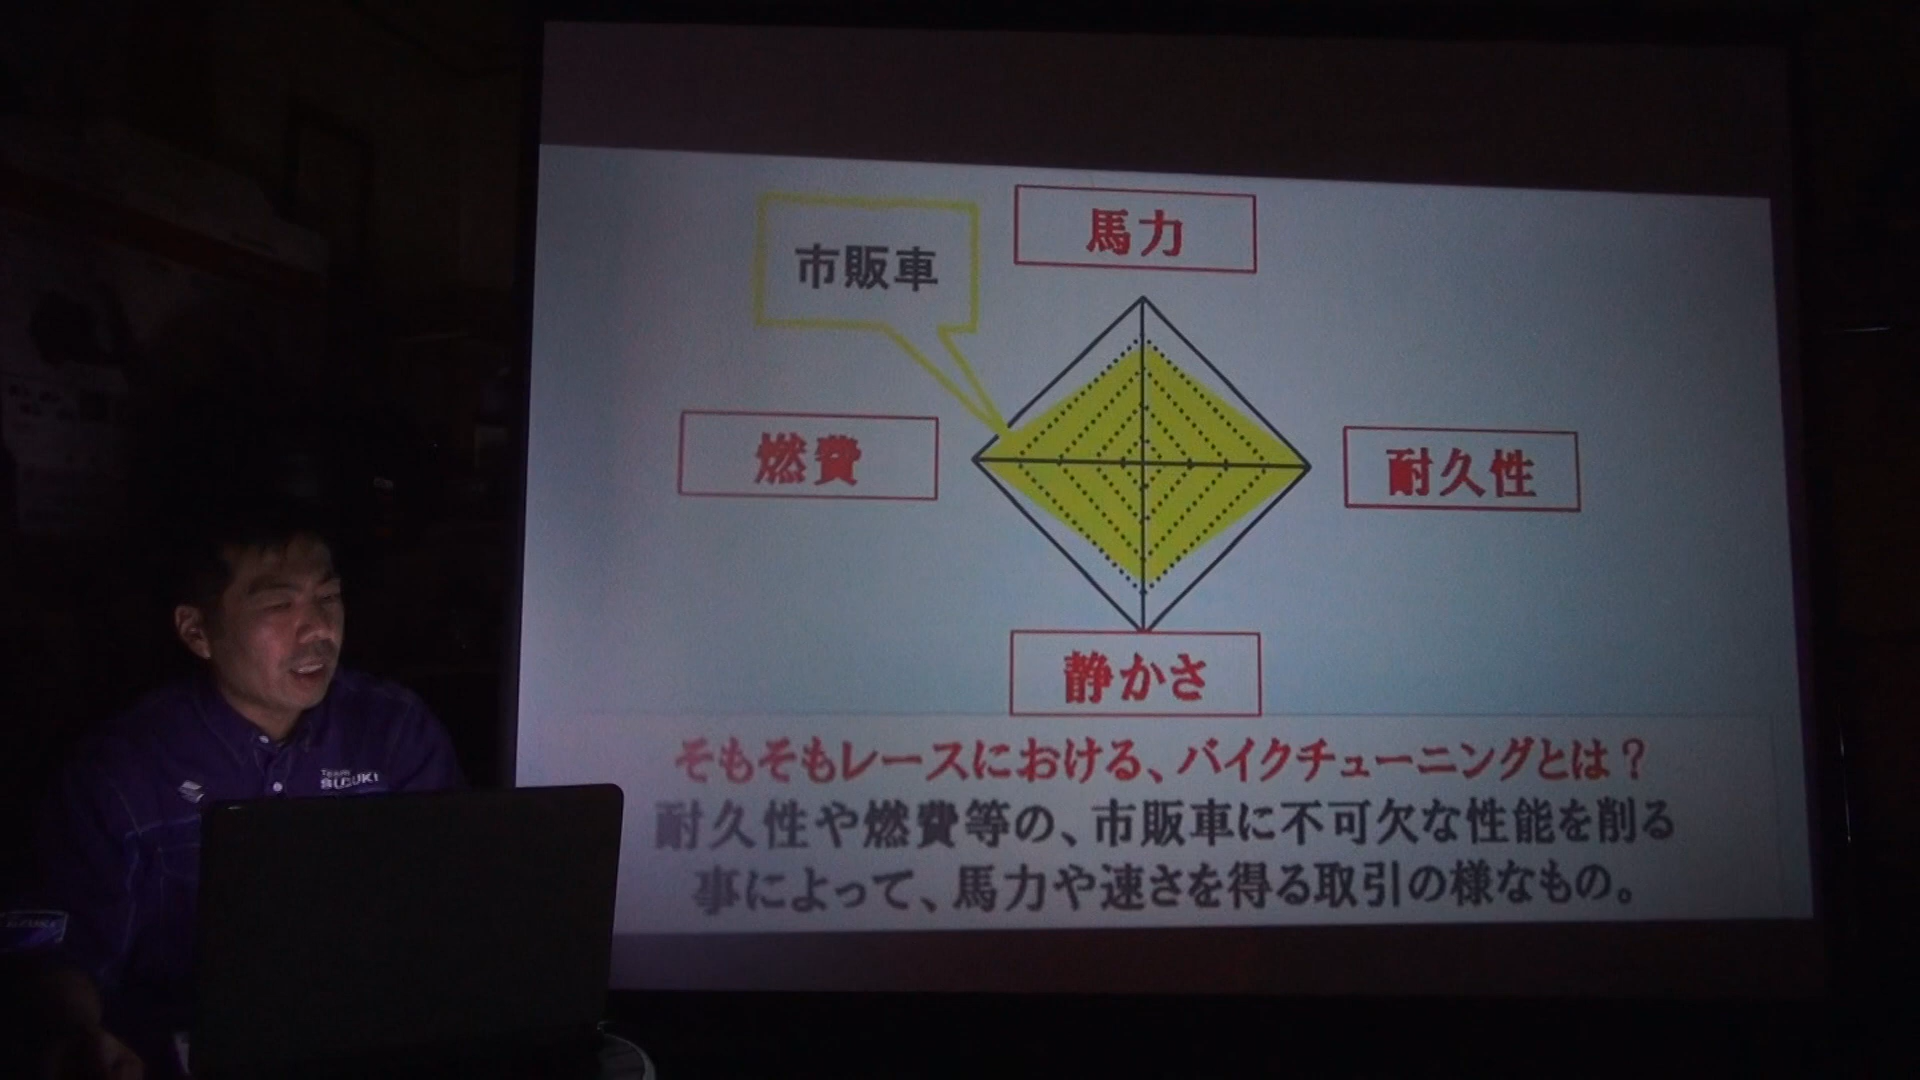 馬力
市販車
燃費
耐久性
静かさ
そもそもレースにおける、バイクチューニングとは？
耐久性や燃費等の、市販車に不可欠な性能を削る
事によって、馬力や速さを得る取引の様なもの。
TEAM
SUZUKI
SUZUKI